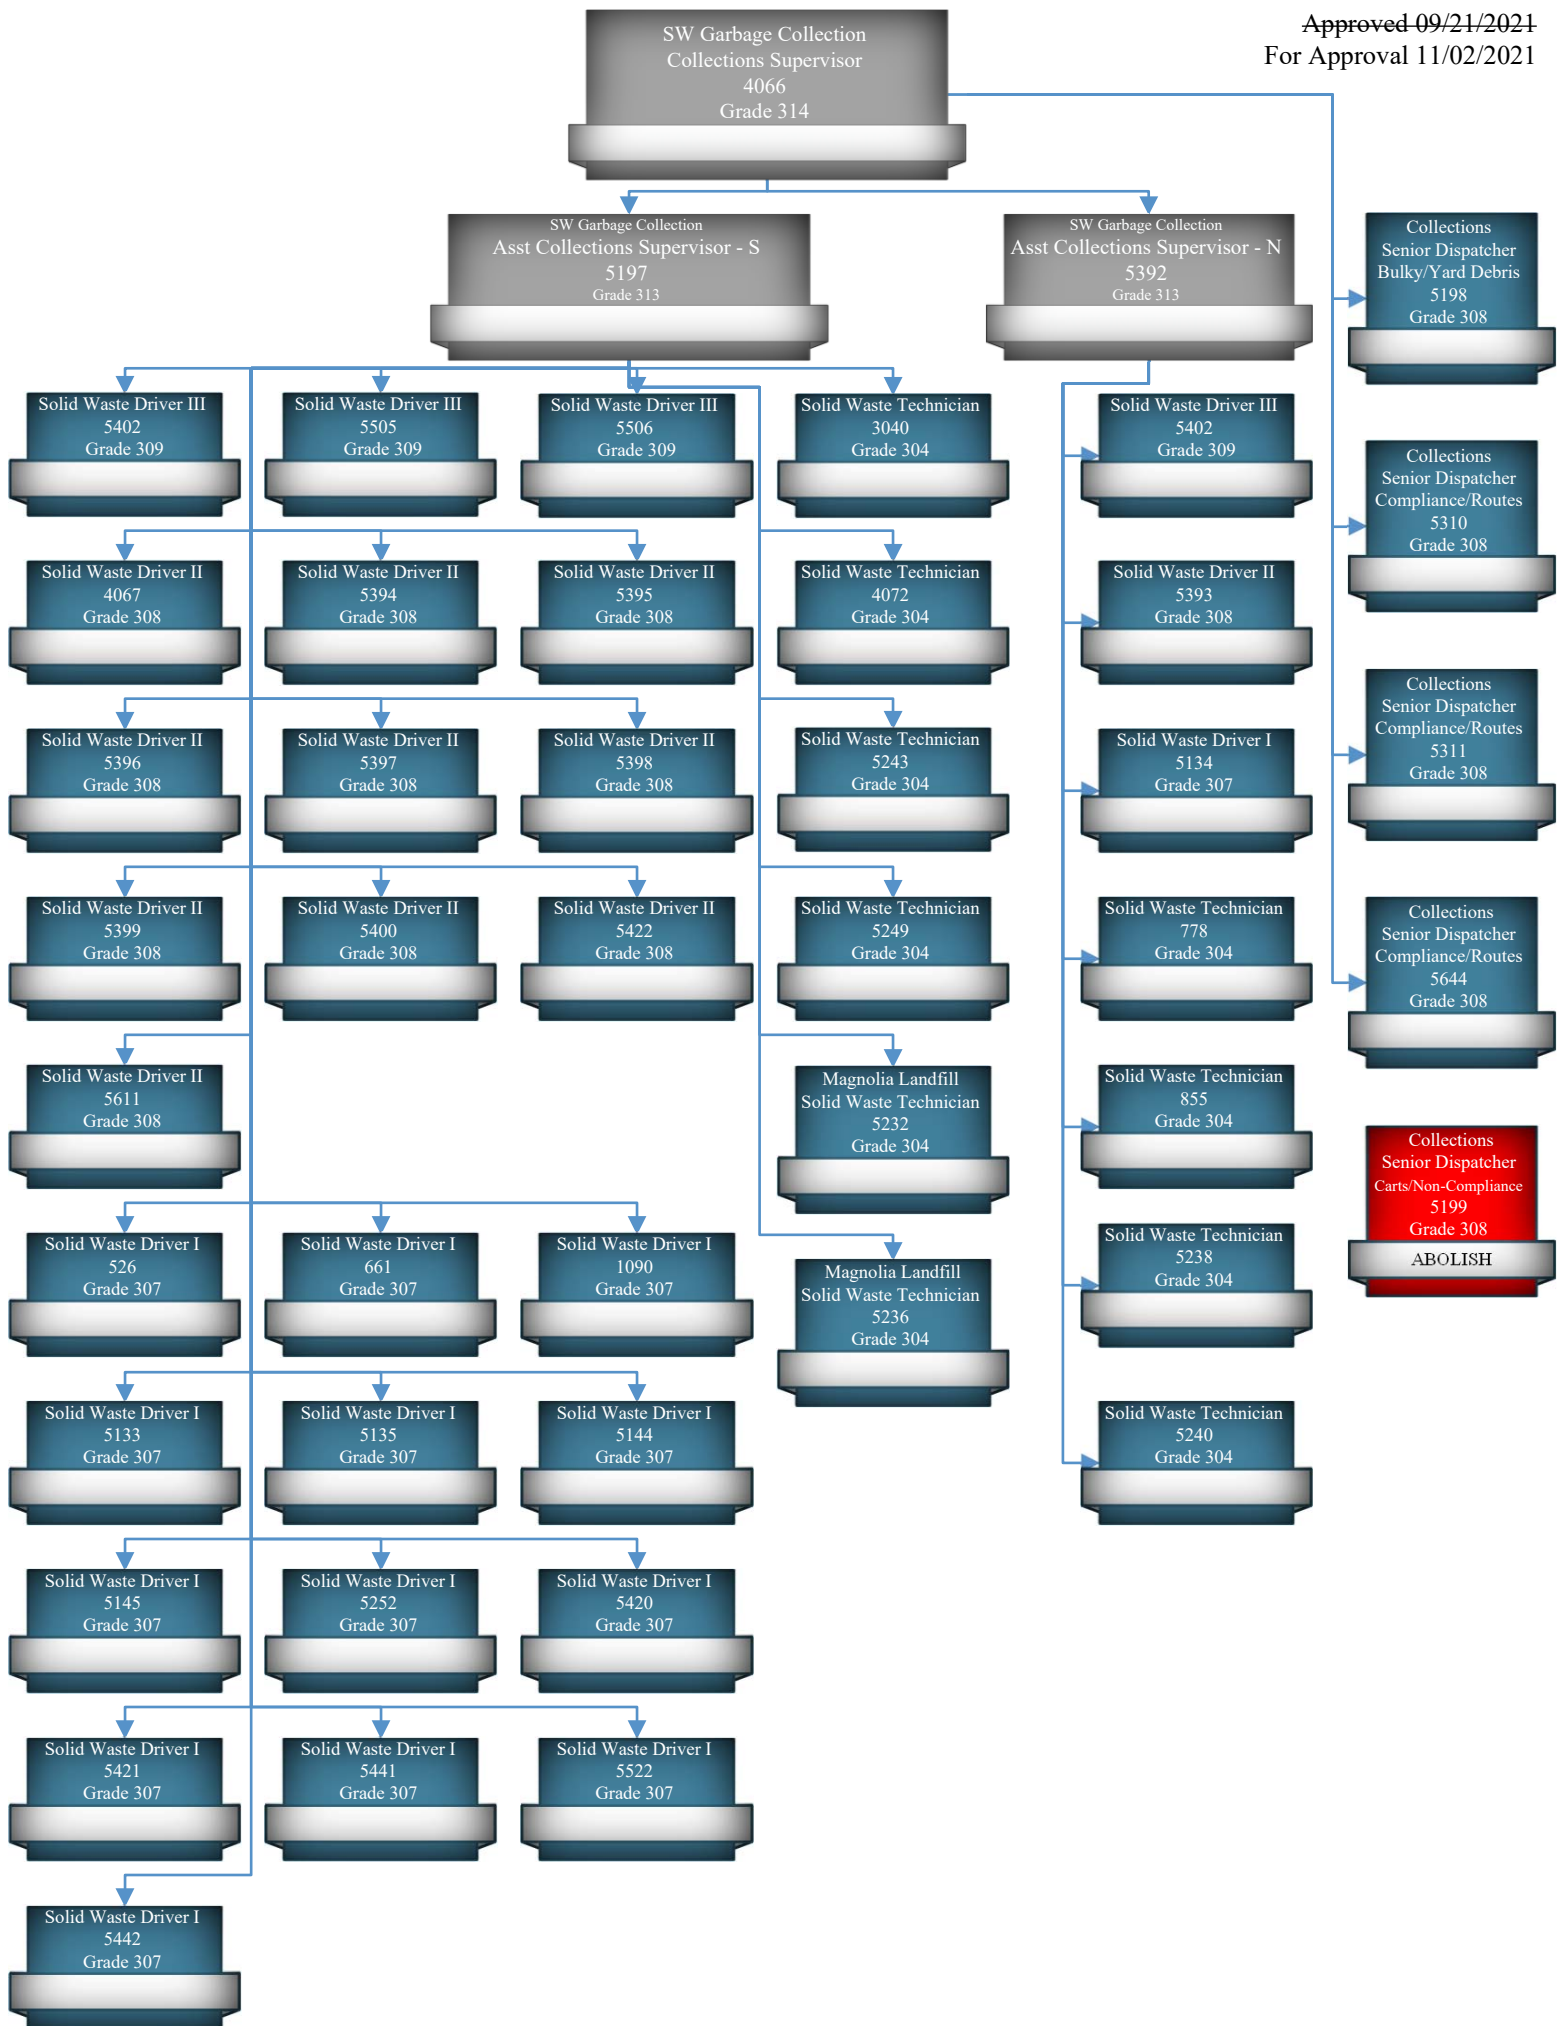 Approved 09/21/2021
For Approval 11/02/2021
SW Garbage Collection
Collections Supervisor
4066
Grade 314
SW Garbage Collection
Asst Collections Supervisor - S
5197
Grade 313
SW Garbage Collection
Asst Collections Supervisor - N
5392
Grade 313
Collections
Senior Dispatcher
Bulky/Yard Debris
5198
Grade 308
Solid Waste Driver III
5402
Grade 309
Solid Waste Driver III
5505
Grade 309
Solid Waste Driver III
5506
Grade 309
Solid Waste Technician
3040
Grade 304
Solid Waste Driver III
5402
Grade 309
Collections
Senior Dispatcher
Compliance/Routes
5310
Grade 308
Solid Waste Driver II
4067
Grade 308
Solid Waste Driver II
5394
Grade 308
Solid Waste Driver II
5395
Grade 308
Solid Waste Technician
4072
Grade 304
Solid Waste Driver II
5393
Grade 308
Collections
Senior Dispatcher
Compliance/Routes
5311
Grade 308
Solid Waste Driver II
5396
Grade 308
Solid Waste Driver II
5397
Grade 308
Solid Waste Driver II
5398
Grade 308
Solid Waste Technician
5243
Grade 304
Solid Waste Driver I
5134
Grade 307
Solid Waste Driver II
5399
Grade 308
Solid Waste Driver II
5400
Grade 308
Solid Waste Driver II
5422
Grade 308
Solid Waste Technician
5249
Grade 304
Solid Waste Technician
778
Grade 304
Collections
Senior Dispatcher
Compliance/Routes
5644
Grade 308
Solid Waste Driver II
5611
Grade 308
Magnolia Landfill
Solid Waste Technician
5232
Grade 304
Solid Waste Technician
855
Grade 304
Collections
Senior Dispatcher
Carts/Non-Compliance
5199
Grade 308
ABOLISH
Solid Waste Driver I
526
Grade 307
Solid Waste Driver I
661
Grade 307
Solid Waste Driver I
1090
Grade 307
Magnolia Landfill
Solid Waste Technician
5236
Grade 304
Solid Waste Technician
5238
Grade 304
Solid Waste Driver I
5133
Grade 307
Solid Waste Driver I
5135
Grade 307
Solid Waste Driver I
5144
Grade 307
Solid Waste Technician
5240
Grade 304
Solid Waste Driver I
5145
Grade 307
Solid Waste Driver I
5252
Grade 307
Solid Waste Driver I
5420
Grade 307
Solid Waste Driver I
5421
Grade 307
Solid Waste Driver I
5441
Grade 307
Solid Waste Driver I
5522
Grade 307
Solid Waste Driver I
5442
Grade 307